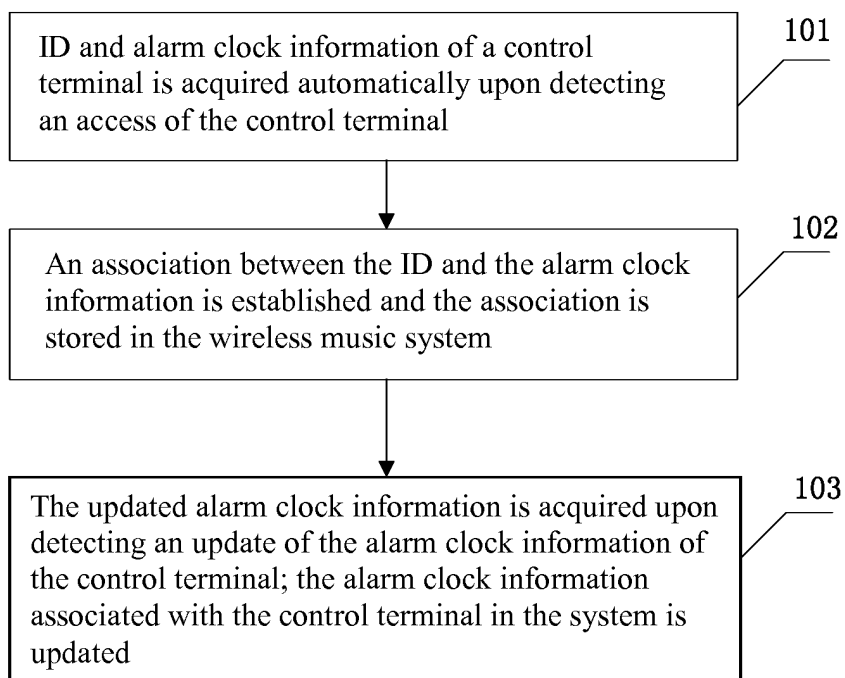 101
ID and alarm clock information of a control
terminal is acquired automatically upon detecting
an access of the control terminal
102
An association between the ID and the alarm clock
information is established and the association is
stored in the wireless music system
103
The updated alarm clock information is acquired upon
detecting an update of the alarm clock information of
the control terminal; the alarm clock information
associated with the control terminal in the system is
updated